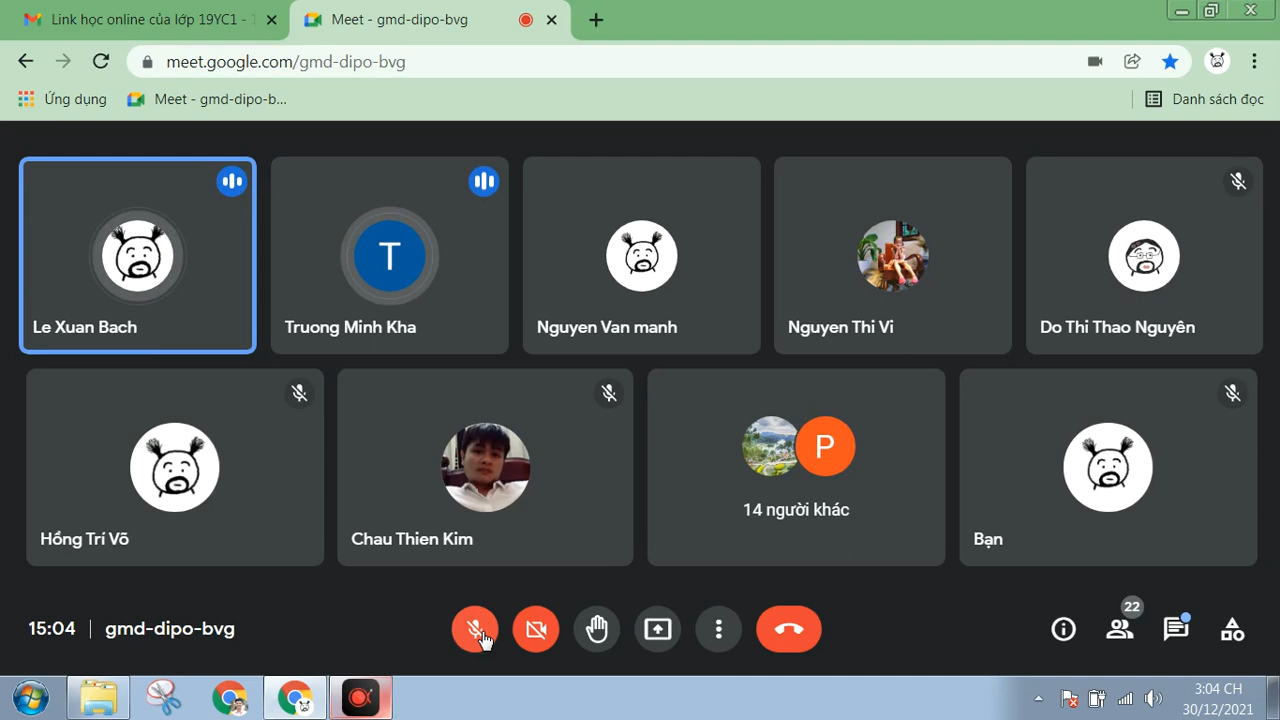 Link học online của lớp 19YC1 - 1
Meet - gmd-dipo-bvg
meet.google.com/gmd-dipo-bvg
Ứng dụng
Meet - gmd-dipo-b...
Danh sách đọc
Le Xuan Bach
T
Truong Minh Kha
Nguyen Van manh
Nguyen Thi Vi
Do Thi Thao Nguyên
Hồng Trí Võ
Chau Thien Kim
P
14 người khác
Bạn
15:04
gmd-dipo-bvg
22
3:04 CH
30/12/2021